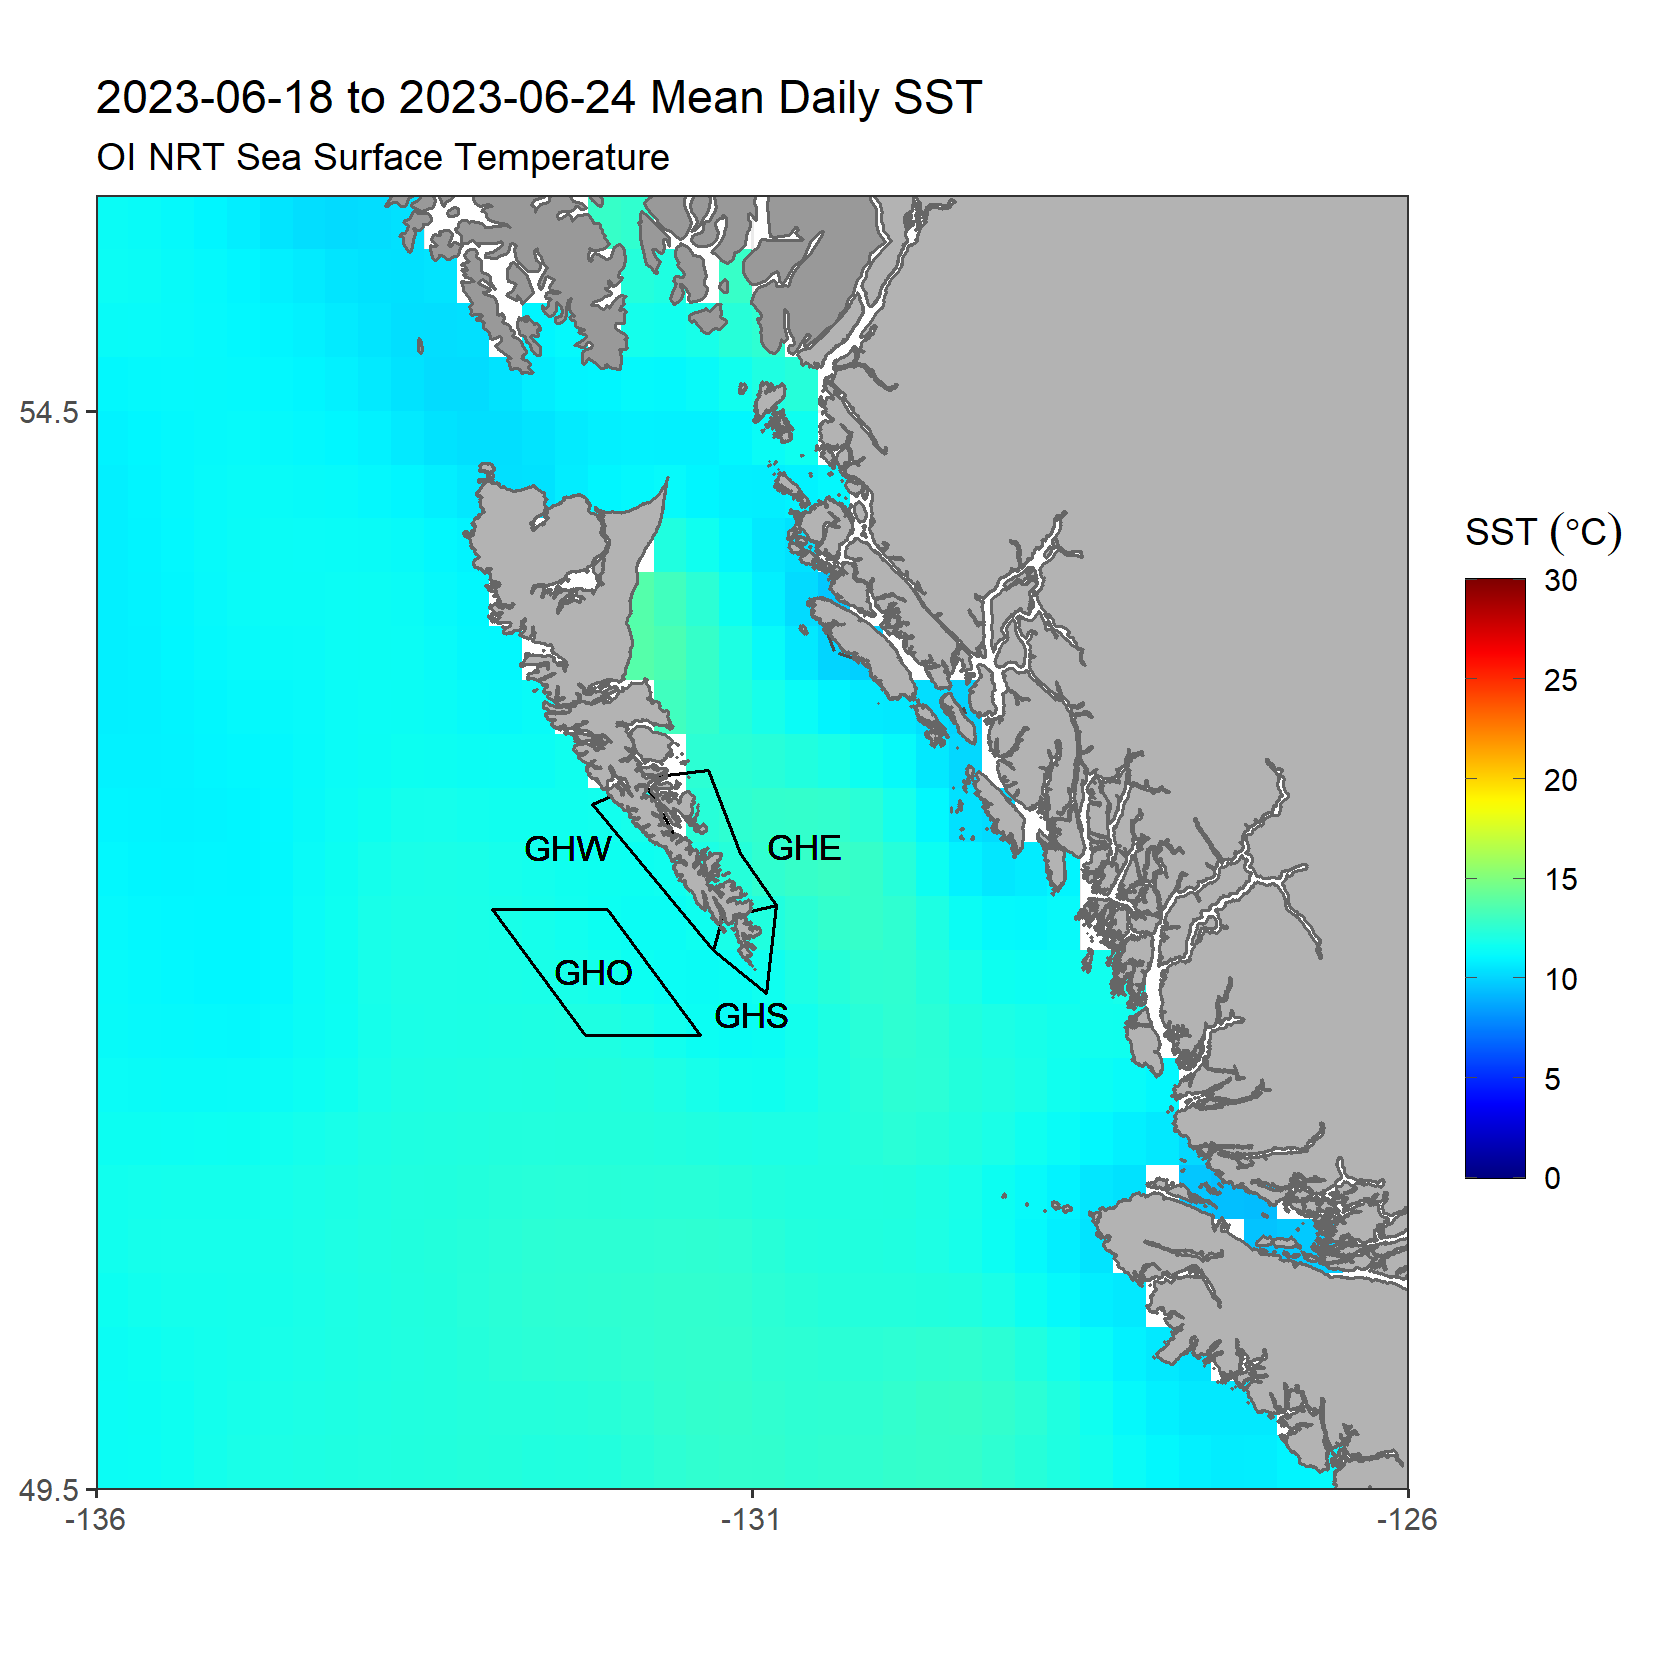 2023-06-18 to 2023-06-24 Mean Daily SST
OI NRT Sea Surface Temperature
54.5
49.5
-136
-131
-126
GHW
GHE
GHO
GHS
SST (°C)
30
25
20
15
10
5
0